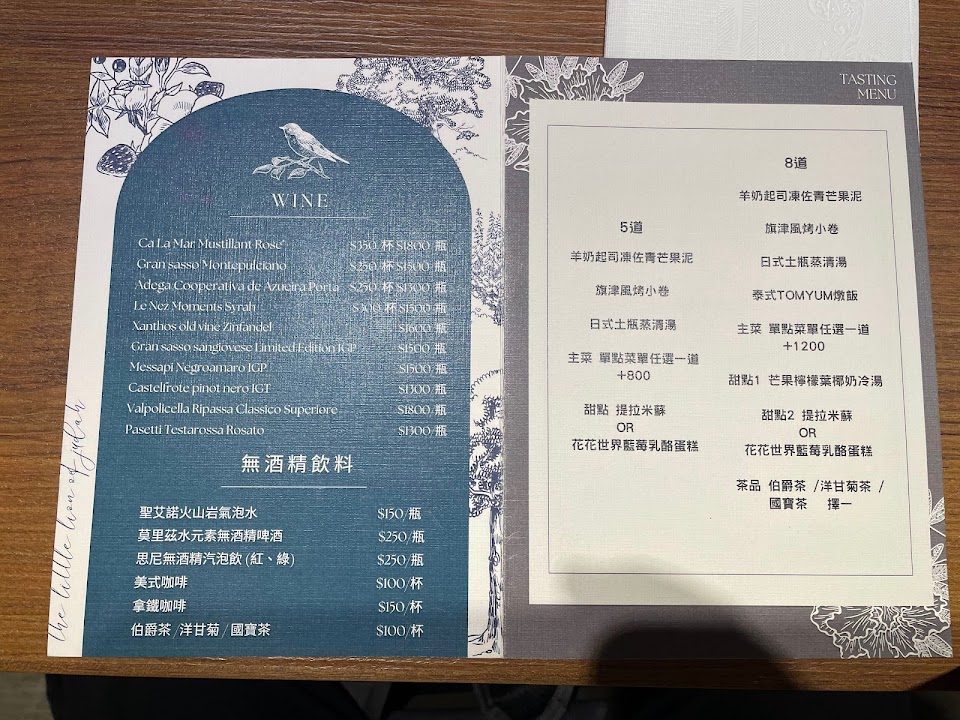 WINE
Ca La Mar Mustillant Rose' $350 杯 $1800 瓶
Gran sasso Montepulciano $250 杯 $1500 瓶
Adega Cooperativa de Azueira Porta $250 杯 $1300 瓶
Le Nez Moments Syrah $300 杯 $1500 瓶
Xanthos old vine Zinfandel $1600 瓶
Gran sasso sangiovese Limited Edition IGP $1500 瓶
Messapi Negroamaro IGP $1500 瓶
Castelfrote pinot nero IGT $1300 瓶
Valpolicella Ripassa Classico Superiore $1800 瓶
Pasetti Testarossa Rosato $1300/瓶
無酒精飲料
聖艾諾火山岩氣泡水 $150/瓶
莫里茲水元素無酒精啤酒 $250/瓶
思尼無酒精汽泡飲 (紅、綠) $250/瓶
美式咖啡 $100/杯
拿鐵咖啡 $150/杯
伯爵茶 /洋甘菊 / 國寶茶 $100/杯
the little lion of judah
TASTING
MENU
5道
羊奶起司凍佐青芒果泥
旗津風烤小卷
日式土瓶蒸清湯
主菜 單點菜單任選一道
+800
甜點 提拉米蘇
OR
花花世界藍莓乳酪蛋糕
8道
羊奶起司凍佐青芒果泥
旗津風烤小卷
日式土瓶蒸清湯
泰式TOMYUM燉飯
主菜 單點菜單任選一道
+1200
甜點1 芒果檸檬葉椰奶冷湯
甜點2 提拉米蘇
OR
花花世界藍莓乳酪蛋糕
茶品 伯爵茶 /洋甘菊茶 /
國寶茶 擇一